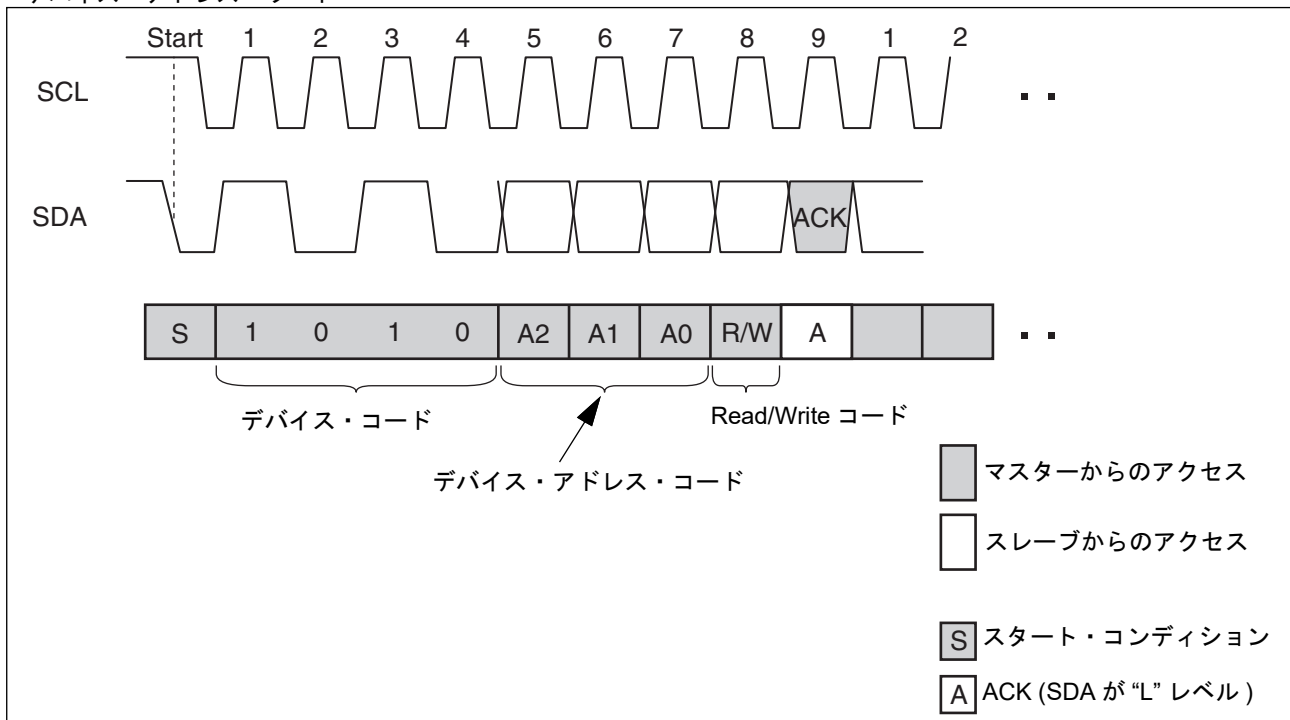 Start 1 2 3 4 5 6 7 8 9 1 2
SCL
SDA
ACK
S 1 0 1 0 A2 A1 A0 R/W A
デバイス・コード
Read/Write コード
デバイス・アドレス・コード
マスターからのアクセス
スレーブからのアクセス
S スタート・コンディション
A ACK (SDA が “L” レベル )